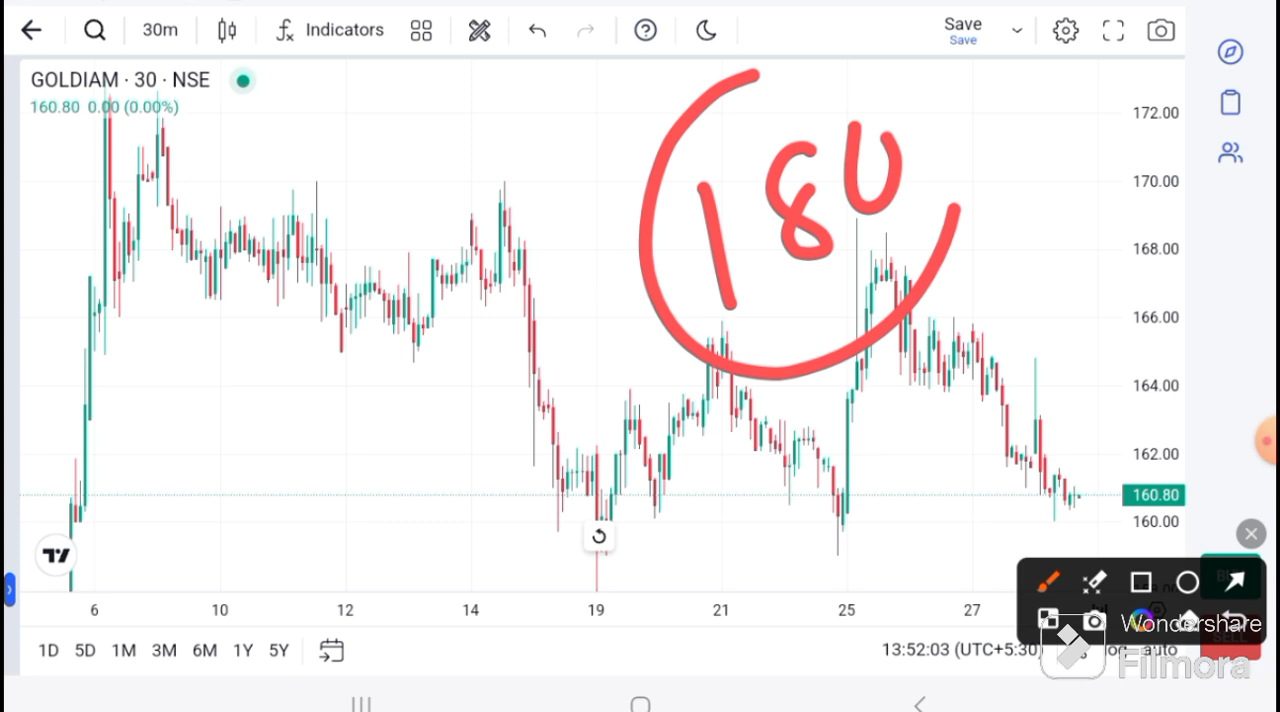 30m
Indicators
Save
Save
GOLDIAM · 30 · NSE
160.80 0.00 (0.00%)
180
172.00
170.00
168.00
166.00
164.00
162.00
160.80
160.00
6 10 12 14 19 21 25 27
1D 5D 1M 3M 6M 1Y 5Y
13:52:03 (UTC+5:30)
auto
Wondershare
Filmora